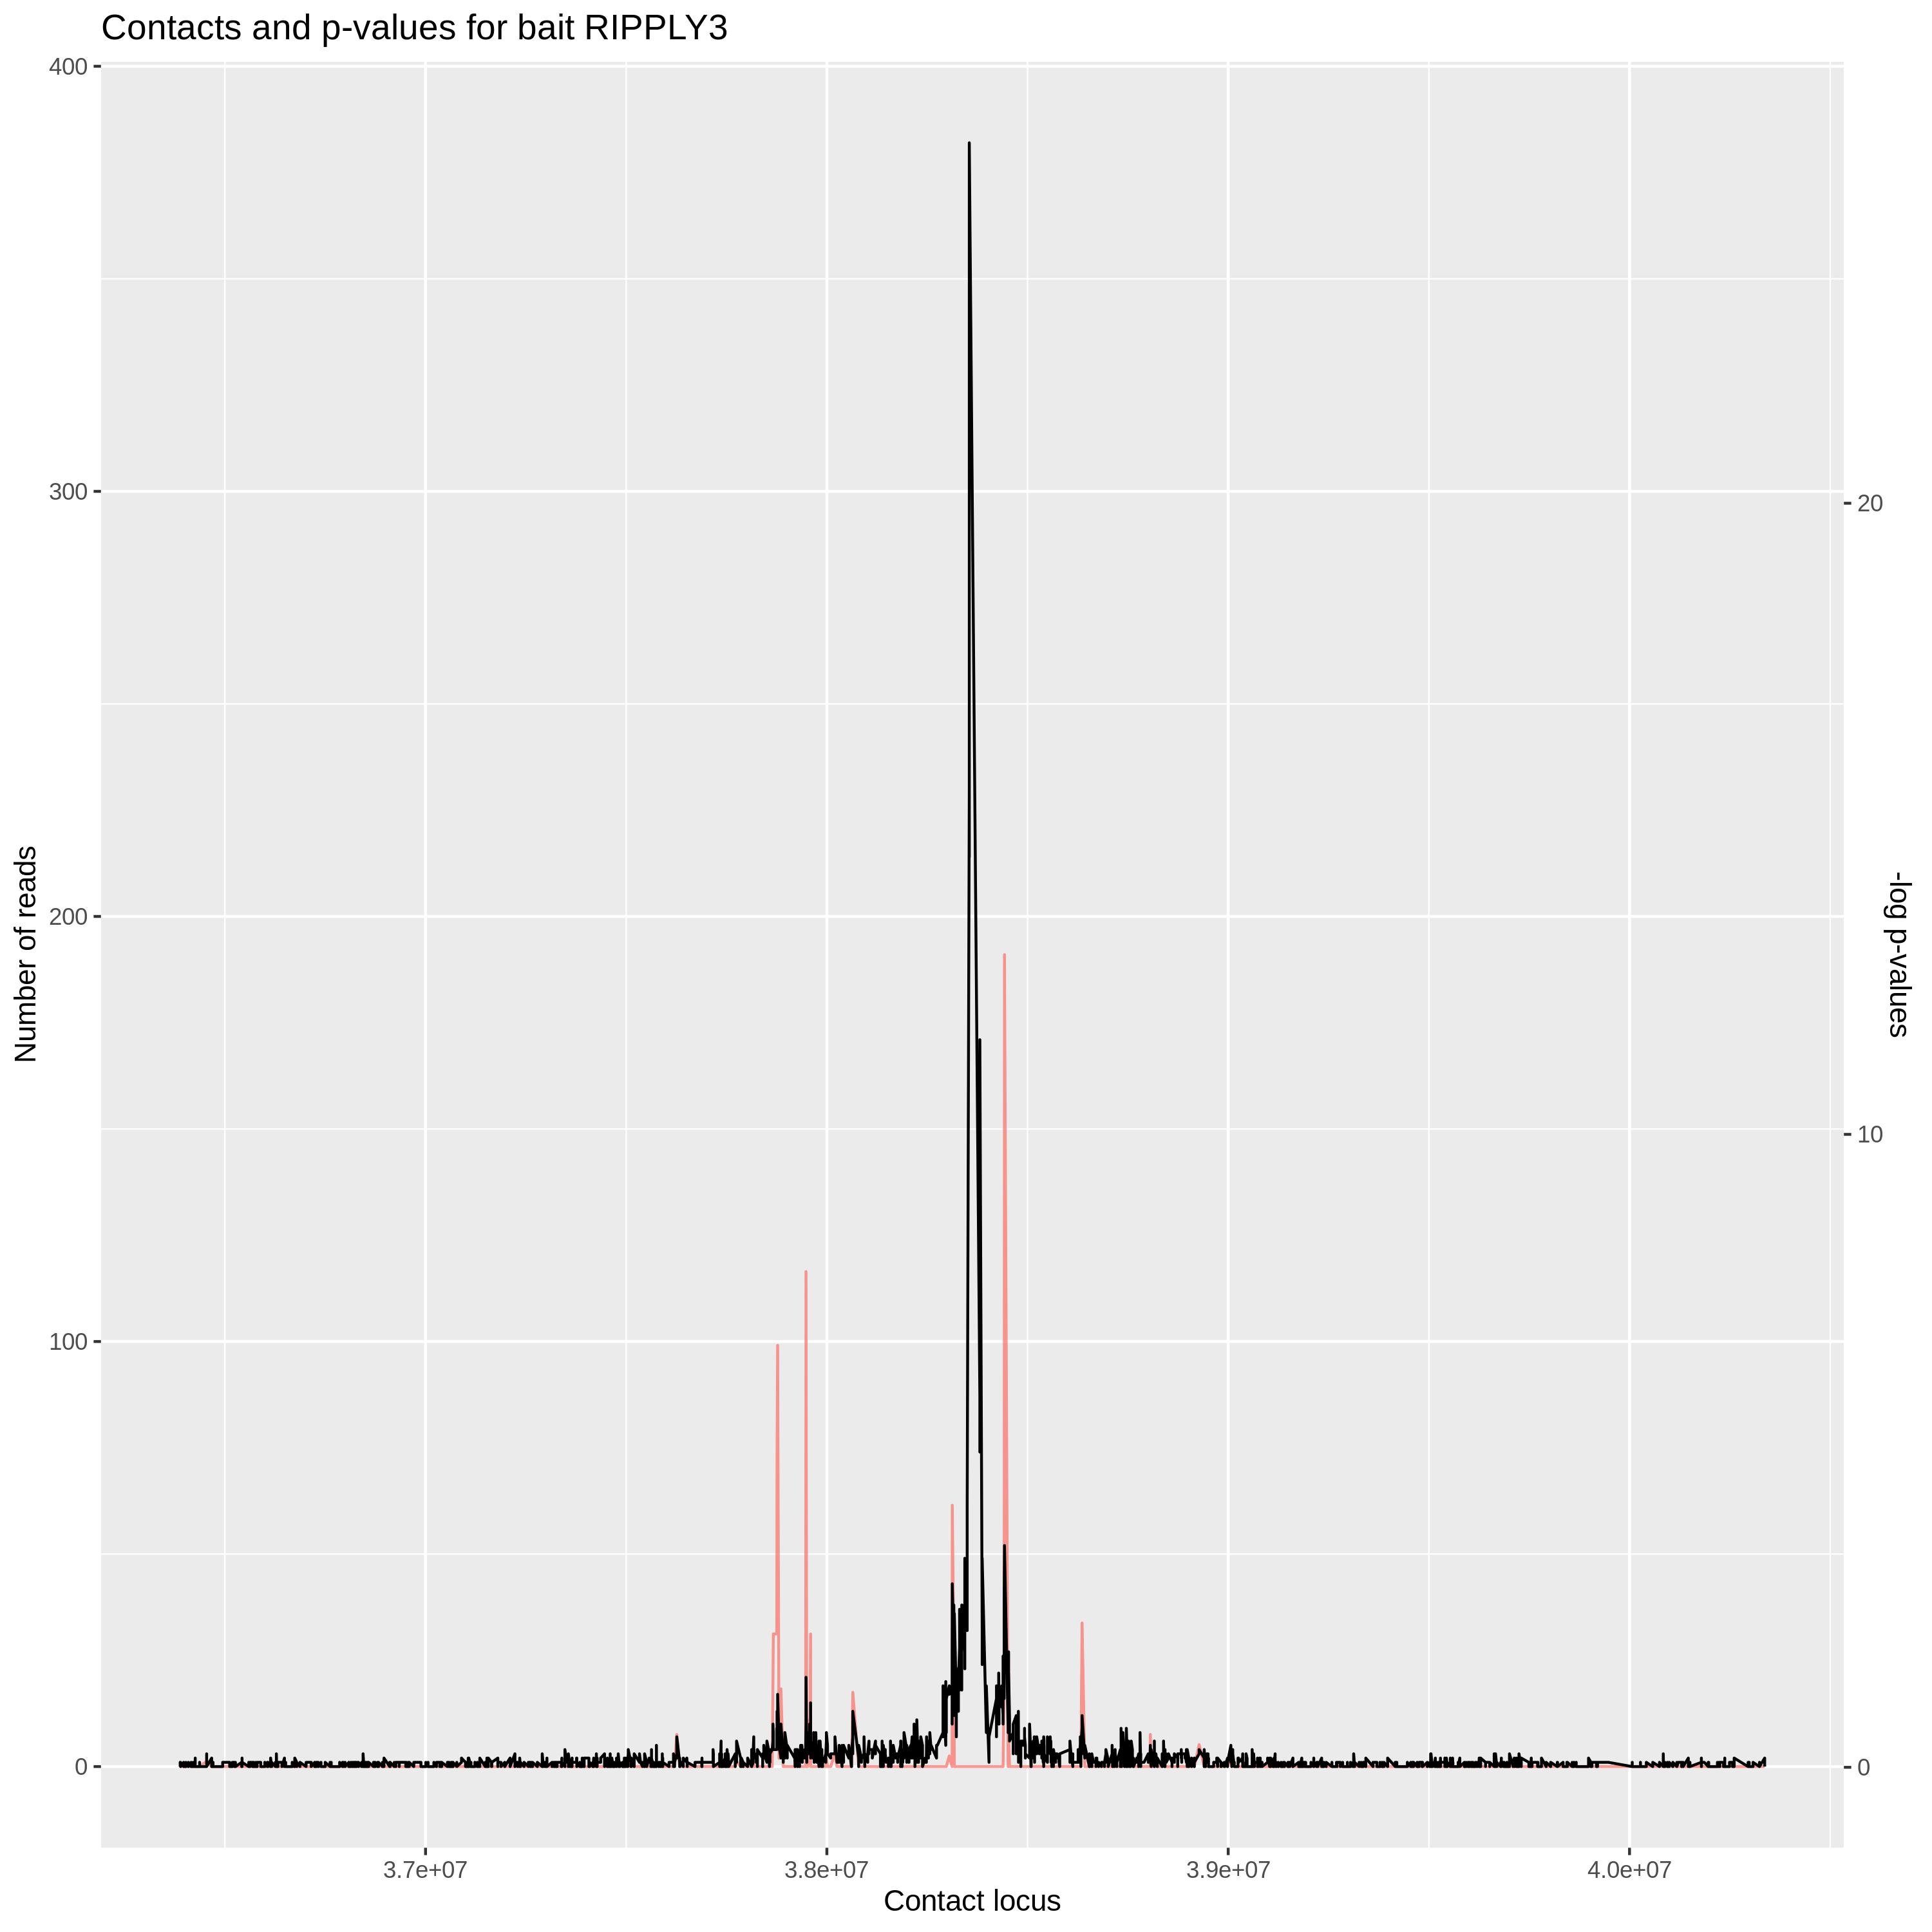 Contacts and p-values for bait RIPPLY3
400
300
200
100
0
Number of reads
20
10
0
-log p-values
3.7e+07
3.8e+07
3.9e+07
4.0e+07
Contact locus